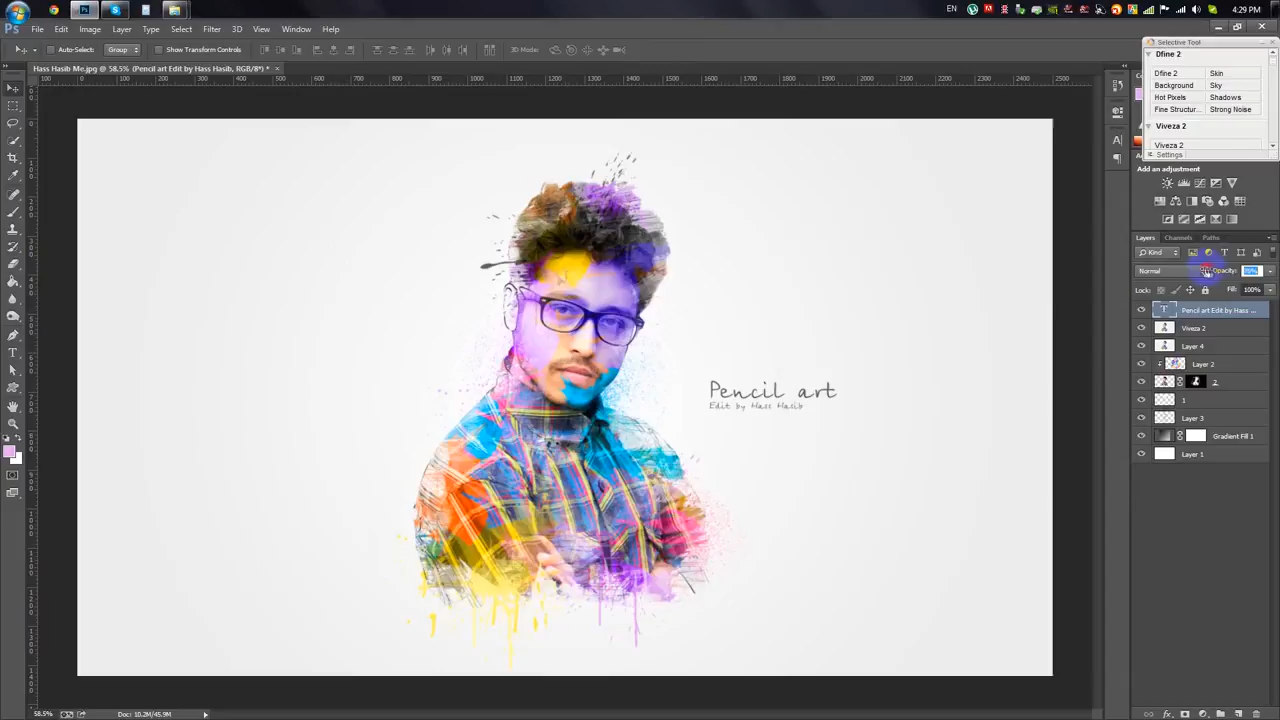 EN
4:29 PM
Ps File Edit Image Layer Type Select Filter 3D View Window Help
Auto-Select: Group Show Transform Controls 3D Mode:
Selective Tool
Dfine 2
Dfine 2 Skin
Background Sky
Hot Pixels Shadows
Fine Structur... Strong Noise
Viveza 2
Viveza 2
Settings
Hass Hasib Me.jpg @ 58.5% (Pencil art Edit by Hass Hasib, RGB/8*) *
Add an adjustment
Layers Channels Paths
Kind
Normal Opacity:
Lock: Fill: 100%
Pencil art Edit by Hass ...
Viveza 2
Layer 4
Layer 2
2
1
Layer 3
Gradient Fill 1
Layer 1
Pencil art
Edit by Hass Hasib
58.5% Doc: 10.2M/45.9M